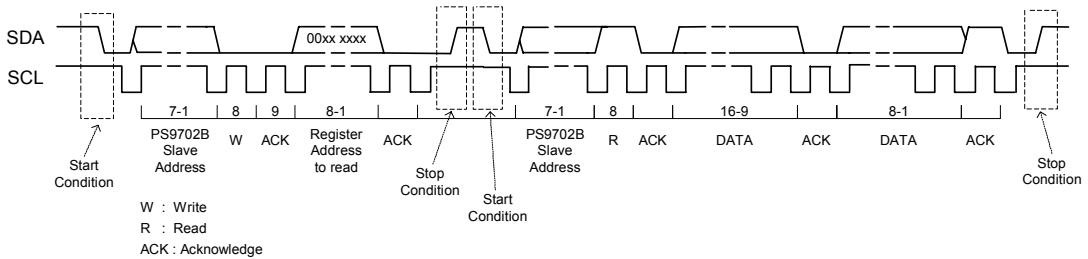 SDA
00xx xxxx
SCL
7-1 8 9 8-1 7-1 8 16-9 8-1
PS9702B Slave Address
W
ACK
Register Address to read
ACK
PS9702B Slave Address
R
ACK
DATA
ACK
DATA
ACK
Start Condition
Stop Condition
Start Condition
Stop Condition
W : Write
R : Read
ACK : Acknowledge